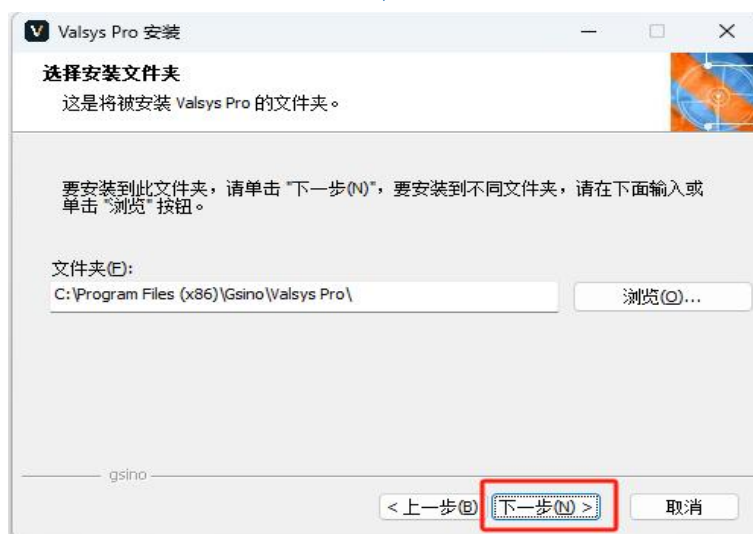 Valsys Pro 安装
选择安装文件夹
这是将被安装 Valsys Pro 的文件夹。
要安装到此文件夹，请单击 "下一步(N)"，要安装到不同文件夹，请在下面输入或
单击 "浏览" 按钮。
文件夹(F):
C:\Program Files (x86)\Gsino\Valsys Pro\
浏览(O)...
gsino
< 上一步(B)
下一步(N) >
取消